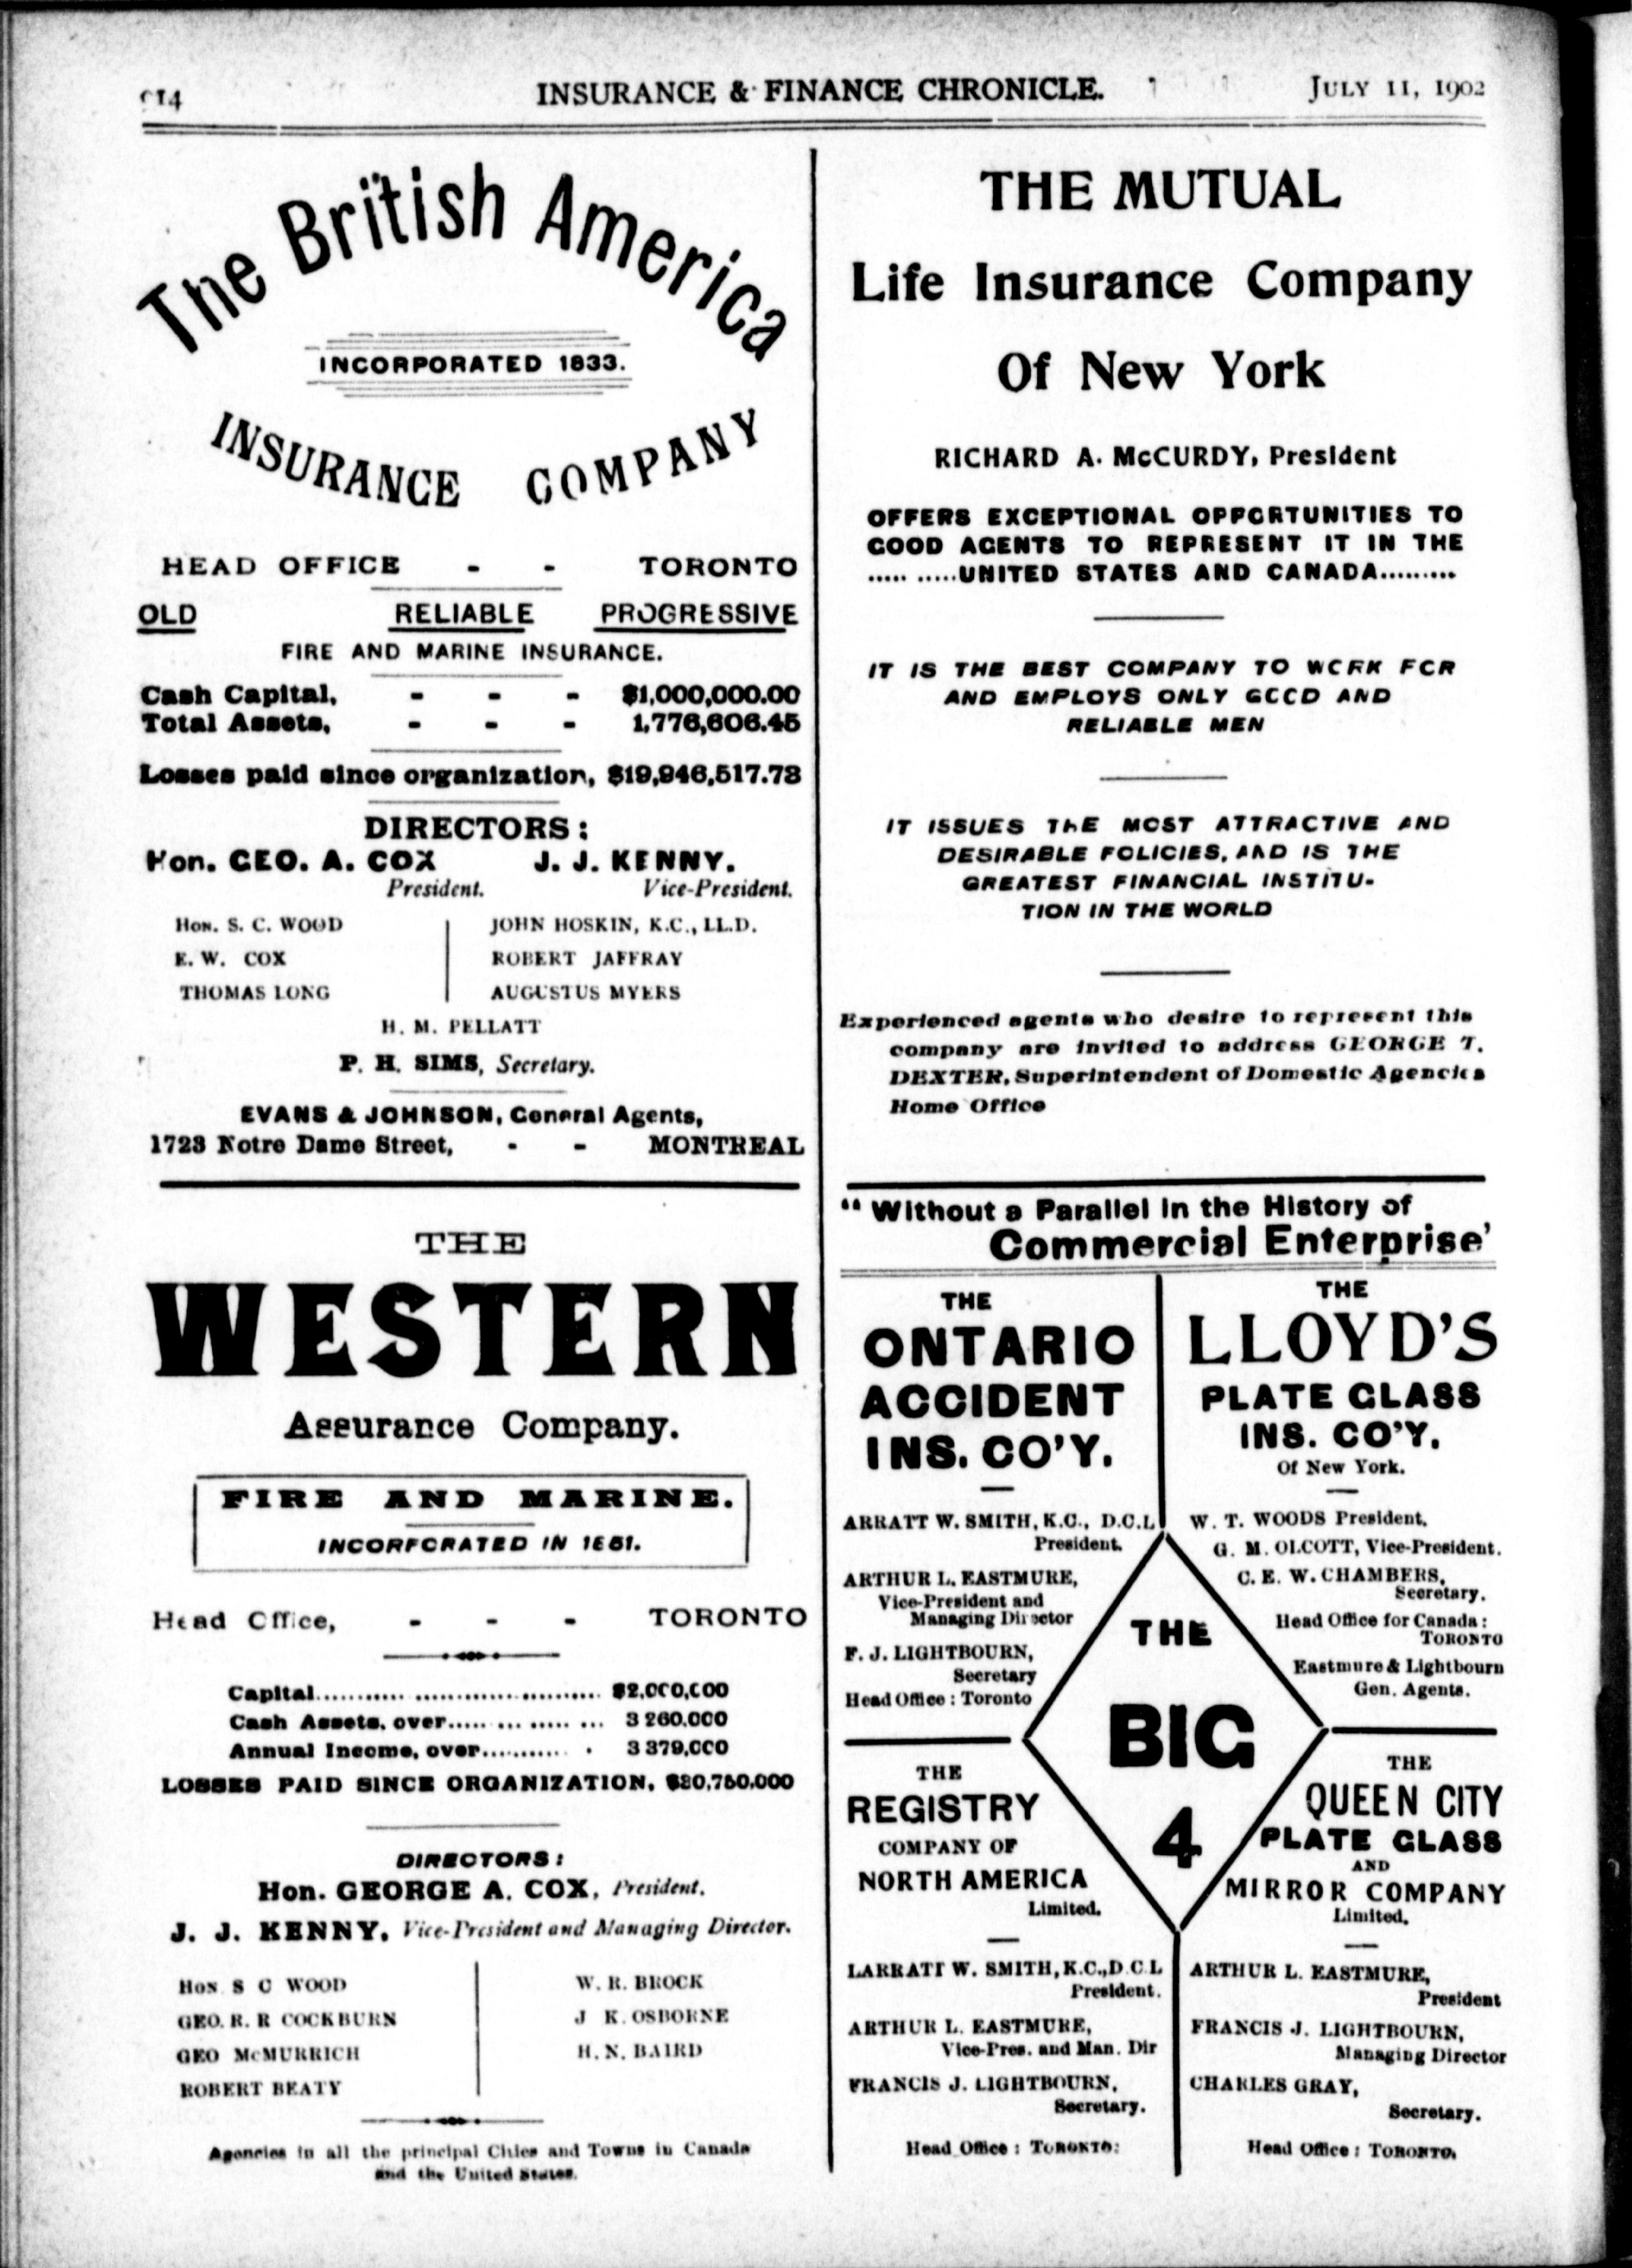 INSURANCE & FINANCE CHRONICLE.
JULY 11, 1902
The British America
INCORPORATED 1833.
INSURANCE COMPANY
HEAD OFFICE - - TORONTO
OLD RELIABLE PROGRESSIVE
FIRE AND MARINE INSURANCE.
Cash Capital, - - - $1,000,000.00
Total Assets, - - - 1,776,606.45
Losses paid since organization, $19,946,517.73
DIRECTORS:
Hon. GEO. A. COX J. J. KENNY.
President. Vice-President.
HON. S. C. WOOD JOHN HOSKIN, K.C., LL.D.
E. W. COX ROBERT JAFFRAY
THOMAS LONG AUGUSTUS MYERS
H. M. PELLATT
P. H. SIMS, Secretary.
EVANS & JOHNSON, General Agents,
1723 Notre Dame Street, - - MONTREAL
THE
WESTERN
Assurance Company.
FIRE AND MARINE.
INCORPORATED IN 1851.
Head Office, - - - TORONTO
Capital.................................... $2,000,000
Cash Assets, over..... ... ..... ... 3 260.000
Annual Income, over........... . 3 379,000
LOSSES PAID SINCE ORGANIZATION,
DIRECTORS:
Hon. GEORGE A. COX, President.
J. J. KENNY, Vice-President and Managing Director.
HON S C WOOD W. R. BROCK
GEO. R. R COCKBURN J K. OSBORNE
GEO McMURRICH H. N. BAIRD
ROBERT BEATY
Agencies in all the principal Cities and Towns in Canada
and the United States.
THE MUTUAL
Life Insurance Company
Of New York
RICHARD A. McCURDY, President
OFFERS EXCEPTIONAL OPPORTUNITIES TO
GOOD AGENTS TO REPRESENT IT IN THE
..... .....UNITED STATES AND CANADA.........
IT IS THE BEST COMPANY TO WORK FOR
AND EMPLOYS ONLY GOOD AND
RELIABLE MEN
IT ISSUES THE MOST ATTRACTIVE AND
DESIRABLE POLICIES, AND IS THE
GREATEST FINANCIAL INSTITU-
TION IN THE WORLD
Experienced agents who desire to represent this
company are invited to address GEORGE T.
DEXTER, Superintendent of Domestic Agencies
Home Office
" Without a Parallel in the History of
Commercial Enterprise'
THE
ONTARIO
ACCIDENT
INS. CO'Y.
ARRATT W. SMITH, K.C., D.C.L
President.
ARTHUR L. EASTMURE,
Vice-President and
Managing Director
F. J. LIGHTBOURN,
Secretary
Head Office : Toronto
THE
LLOYD'S
PLATE GLASS
INS. CO'Y.
Of New York.
W. T. WOODS President.
G. M. OLCOTT, Vice-President.
C. E. W. CHAMBERS,
Secretary.
Head Office for Canada :
TORONTO
Eastmure & Lightbourn
Gen. Agents.
THE
BIG
4
THE
REGISTRY
COMPANY OF
NORTH AMERICA
Limited.
LARRATT W. SMITH, K.C., D.C L
President.
ARTHUR L. EASTMURE,
Vice-Pres. and Man. Dir
FRANCIS J. LIGHTBOURN,
Secretary.
Head Office : TORONTO:
THE
QUEEN CITY
PLATE GLASS
AND
MIRROR COMPANY
Limited.
ARTHUR L. EASTMURE,
President
FRANCIS J. LIGHTBOURN,
Managing Director
CHARLES GRAY,
Secretary.
Head Office : TORONTO.